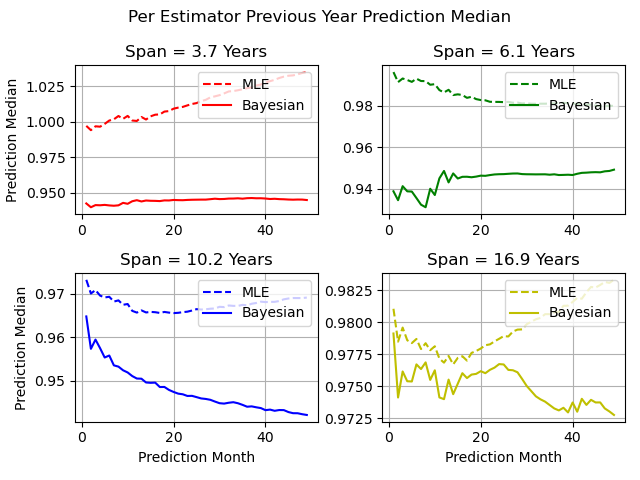 Per Estimator Previous Year Prediction Median
Span = 3.7 Years
Prediction Median
1.025
1.000
0.975
0.950
0
20
40
MLE
Bayesian
Span = 6.1 Years
0.98
0.96
0.94
0
20
40
MLE
Bayesian
Span = 10.2 Years
Prediction Median
0.97
0.96
0.95
0
20
40
Prediction Month
MLE
Bayesian
Span = 16.9 Years
0.9825
0.9800
0.9775
0.9750
0.9725
0
20
40
Prediction Month
MLE
Bayesian